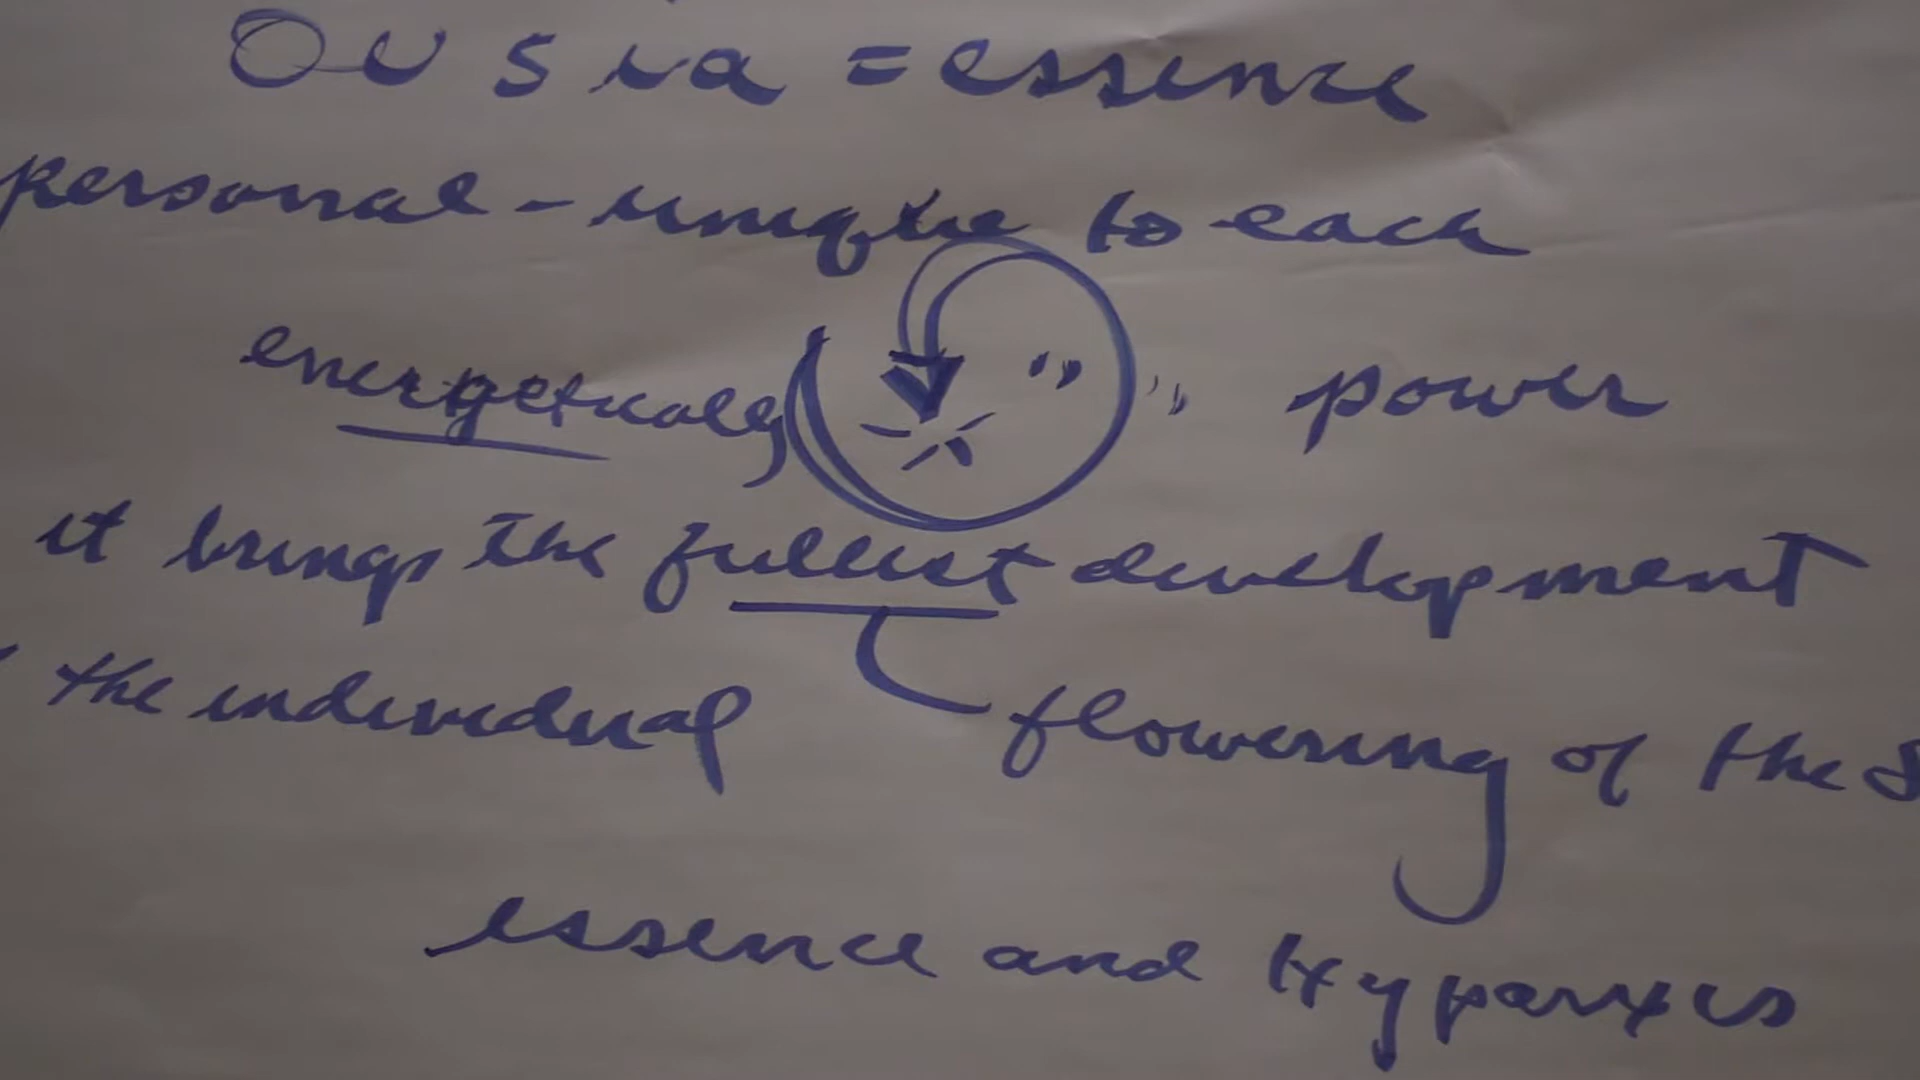 Ousia = essence
personal - unique to each
energetically " " power
it brings the fullest development
the individual flowering of the
essence and Hyparxis